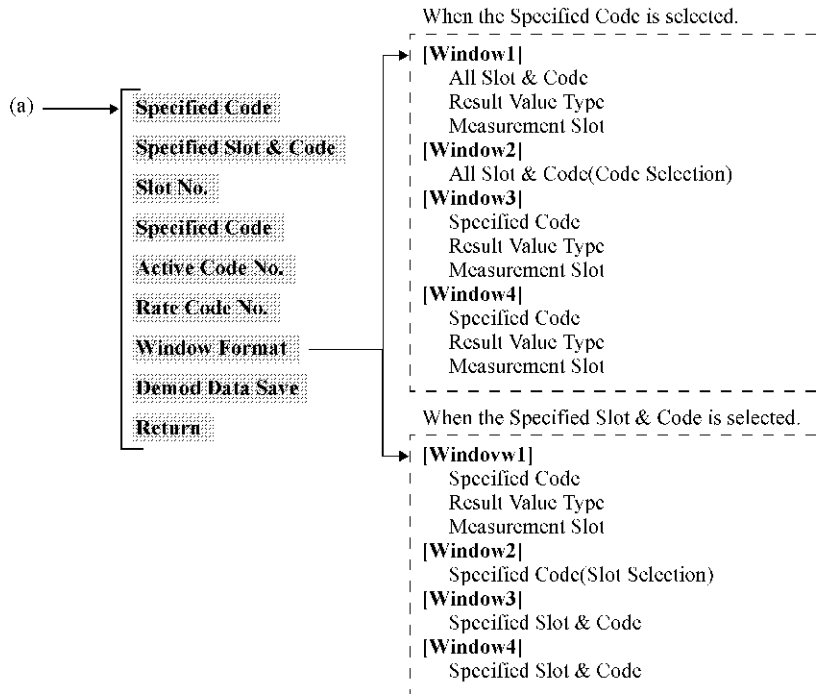 (a)
Specified Code
Specified Slot & Code
Slot No.
Specified Code
Active Code No.
Rate Code No.
Window Format
Demod Data Save
Return
When the Specified Code is selected.
[Window1]
All Slot & Code
Result Value Type
Measurement Slot
[Window2]
All Slot & Code(Code Selection)
[Window3]
Specified Code
Result Value Type
Measurement Slot
[Window4]
Specified Code
Result Value Type
Measurement Slot
When the Specified Slot & Code is selected.
[Windovw1]
Specified Code
Result Value Type
Measurement Slot
[Window2]
Specified Code(Slot Selection)
[Window3]
Specified Slot & Code
[Window4]
Specified Slot & Code